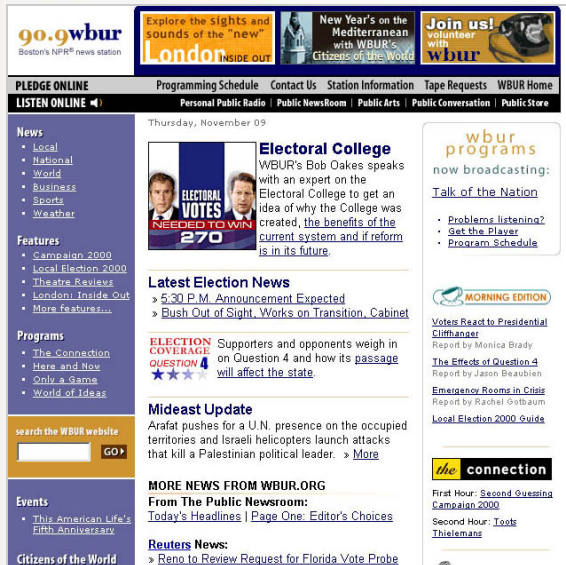 90.9wbur
Boston's NPR® news station
Explore the sights and
sounds of the "new"
London INSIDE OUT
New Year's on the
Mediterranean
with WBUR's
Citizens of the World
Join us!
volunteer
with
wbur
PLEDGE ONLINE
Programming Schedule Contact Us Station Information Tape Requests WBUR Home
LISTEN ONLINE
Personal Public Radio | Public NewsRoom | Public Arts | Public Conversation | Public Store
News
Local
National
World
Business
Sports
Weather
Features
Campaign 2000
Local Election 2000
Theatre Reviews
London: Inside Out
More features...
Programs
The Connection
Here and Now
Only a Game
World of Ideas
search the WBUR website
GO
Events
This American Life's
Fifth Anniversary
Citizens of the World
Thursday, November 09
ELECTORAL
VOTES
NEEDED TO WIN
270
Electoral College
WBUR's Bob Oakes speaks
with an expert on the
Electoral College to get an
idea of why the College was
created, the benefits of the
current system and if reform
is in its future.
Latest Election News
» 5:30 P.M. Announcement Expected
» Bush Out of Sight, Works on Transition, Cabinet
ELECTION
COVERAGE
QUESTION 4
Supporters and opponents weigh in
on Question 4 and how its passage
will affect the state.
Mideast Update
Arafat pushes for a U.N. presence on the occupied
territories and Israeli helicopters launch attacks
that kill a Palestinian political leader. » More
MORE NEWS FROM WBUR.ORG
From The Public Newsroom:
Today's Headlines | Page One: Editor's Choices
Reuters News:
» Reno to Review Request for Florida Vote Probe
wbur
programs
now broadcasting:
Talk of the Nation
Problems listening?
Get the Player
Program Schedule
MORNING EDITION
Voters React to Presidential
Cliffhanger
Report by Monica Brady
The Effects of Question 4
Report by Jason Beaubien
Emergency Rooms in Crisis
Report by Rachel Gotbaum
Local Election 2000 Guide
the connection
First Hour: Second Guessing
Campaign 2000
Second Hour: Toots
Thielemans